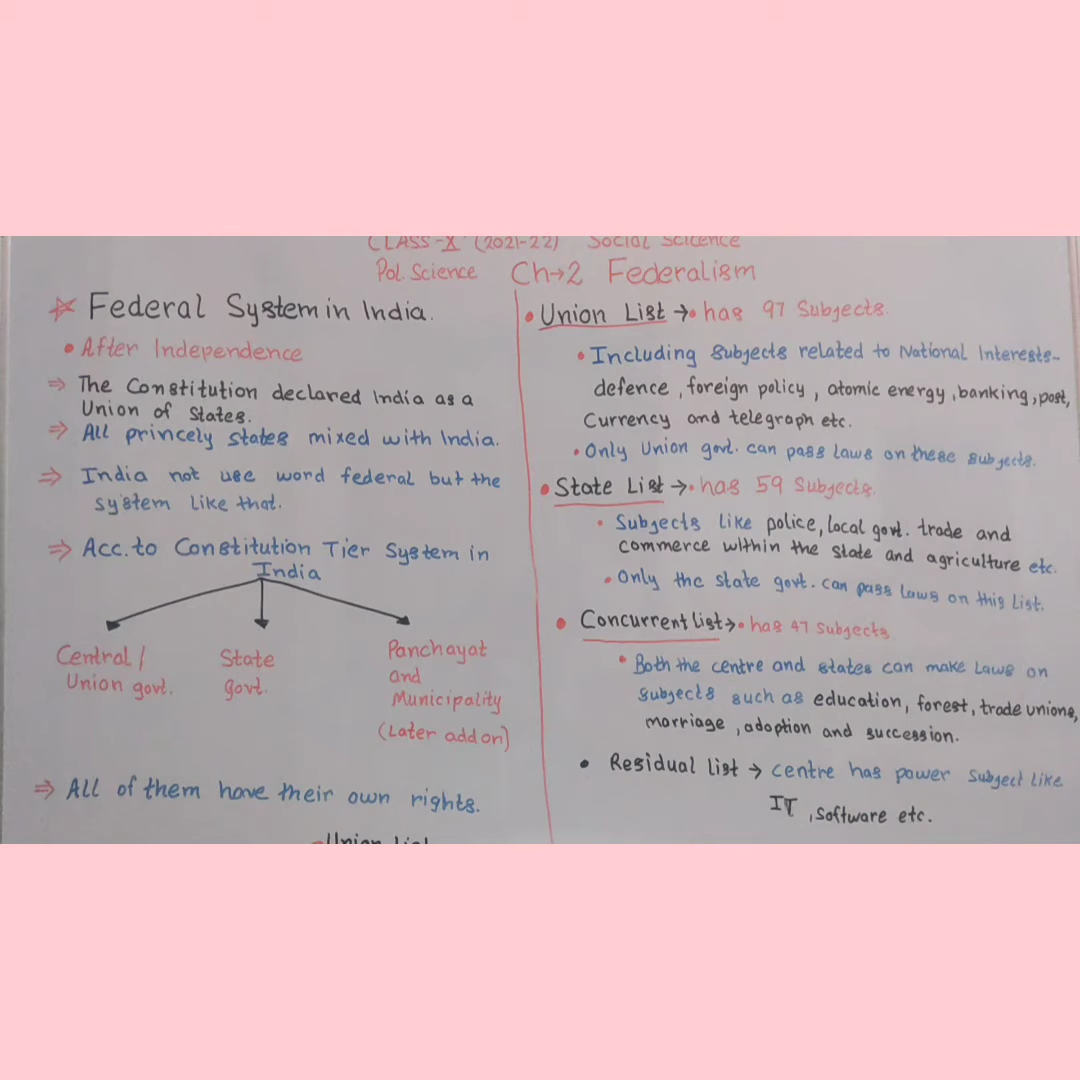 CLASS-X (2021-22) Social Scitence
Pol. Science Ch→2 Federalism
☆ Federal System in India.
• After Independence
⇒ The Constitution declared India as a
Union of States.
⇒ All princely states mixed with India.
⇒ India not use word federal but the
system like that.
⇒ Acc. to Constitution Tier System in
India
Central / Union govt.
State govt.
Panchayat and Municipality (Later add on)
⇒ All of them have their own rights.
• Union List
• Union List → • has 97 Subjects.
• Including subjects related to National Interests-
defence, foreign policy, atomic energy, banking, post,
Currency and telegraph etc.
• Only Union govt. can pass laws on these subjects.
• State List → • has 59 Subjects.
• Subjects like police, local govt. trade and
commerce within the state and agriculture etc.
• Only the state govt. can pass laws on this List.
• Concurrent list → • has 47 Subjects
• Both the centre and states can make Laws on
subjects such as education, forest, trade unions,
marriage, adoption and succession.
• Residual list → centre has power subject like
IT, software etc.